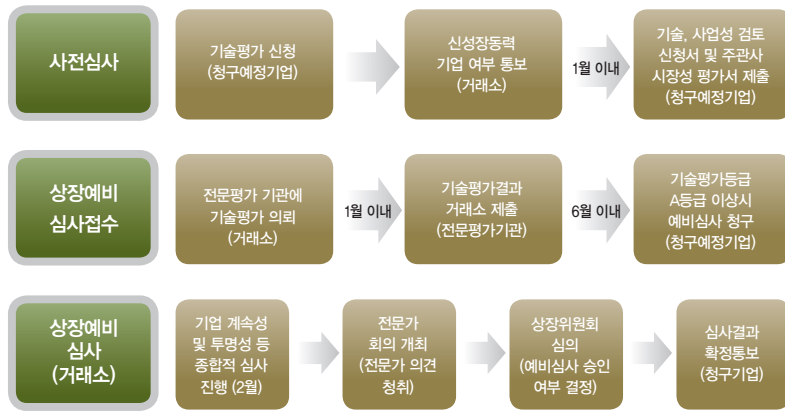 사전심사
기술평가 신청
(청구예정기업)
신성장동력
기업 여부 통보
(거래소)
1월 이내
기술, 사업성 검토
신청서 및 주관사
시장성 평가서 제출
(청구예정기업)
상장예비
심사접수
전문평가 기관에
기술평가 의뢰
(거래소)
1월 이내
기술평가결과
거래소 제출
(전문평가기관)
6월 이내
기술평가등급
A등급 이상시
예비심사 청구
(청구예정기업)
상장예비
심사
(거래소)
기업 계속성
및 투명성 등
종합적 심사
진행 (2월)
전문가
회의 개최
(전문가 의견
청취)
상장위원회
심의
(예비심사 승인
여부 결정)
심사결과
확정통보
(청구기업)